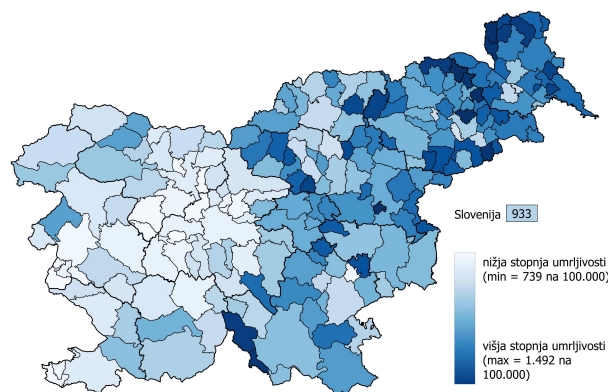 Slovenija 933
nižja stopnja umrljivosti
(min = 739 na 100.000)
višja stopnja umrljivosti
(max = 1.492 na
100.000)